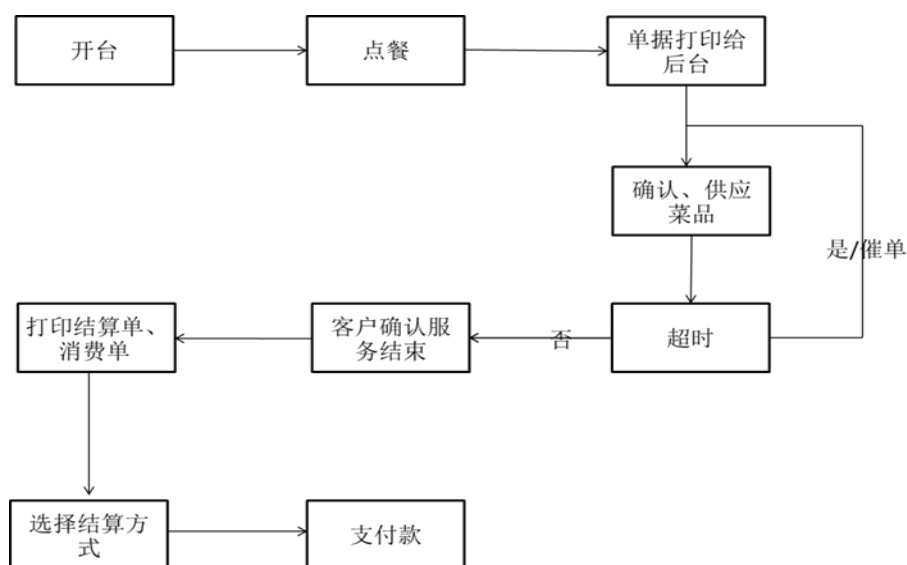 开台
点餐
单据打印给
后台
确认、供应
菜品
是/催单
打印结算单、
消费单
客户确认服
务结束
否
超时
选择结算方
式
支付款